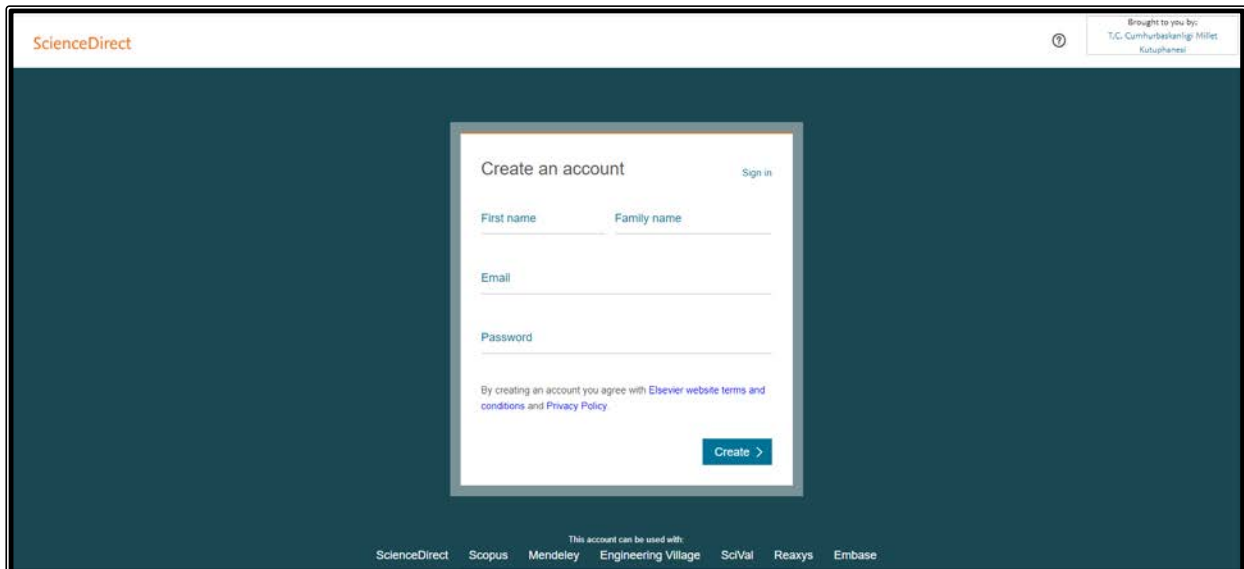 ScienceDirect
Brought to you by:
T.C. Cumhurbaskanligi Millet
Kutuphanesi
Create an account
Sign in
First name Family name
Email
Password
By creating an account you agree with Elsevier website terms and
conditions and Privacy Policy.
Create
This account can be used with:
ScienceDirect Scopus Mendeley Engineering Village SciVal Reaxys Embase